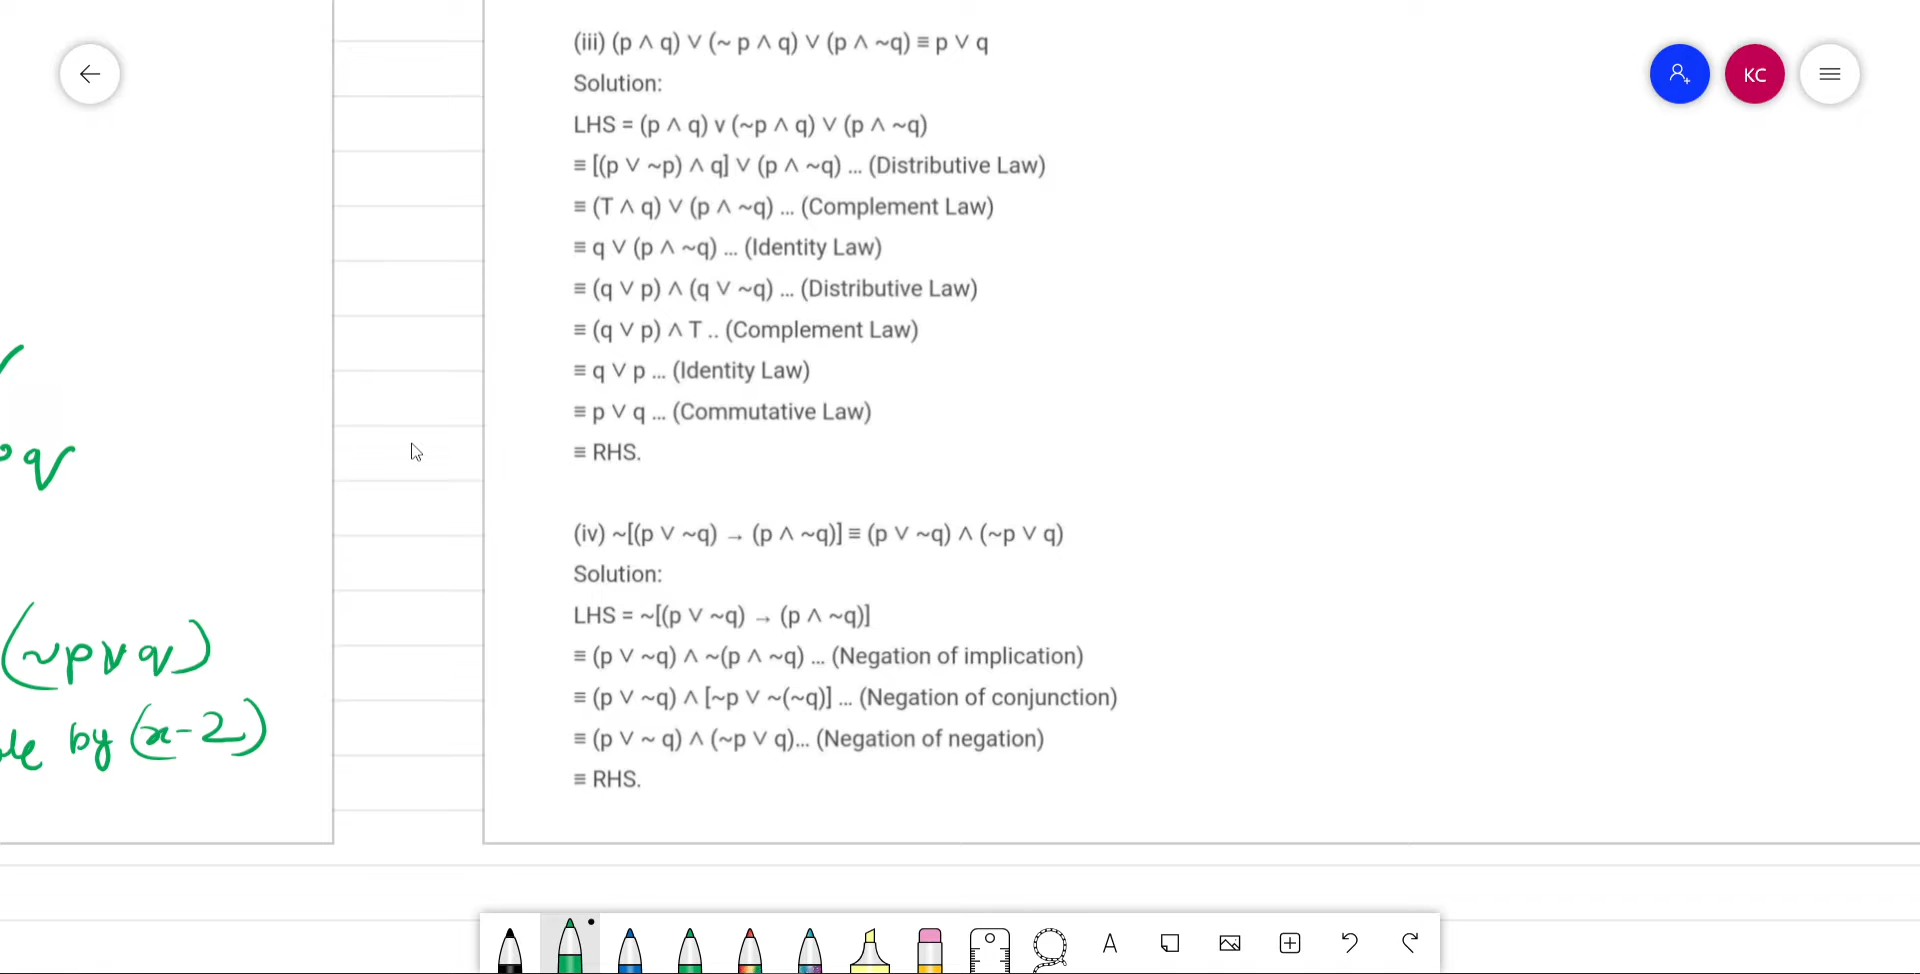 (iii) (p ∧ q) ∨ (~ p ∧ q) ∨ (p ∧ ~q) ≡ p ∨ q
Solution:
LHS = (p ∧ q) v (~p ∧ q) ∨ (p ∧ ~q)
≡ [(p ∨ ~p) ∧ q] ∨ (p ∧ ~q) … (Distributive Law)
≡ (T ∧ q) ∨ (p ∧ ~q) … (Complement Law)
≡ q ∨ (p ∧ ~q) … (Identity Law)
≡ (q ∨ p) ∧ (q ∨ ~q) … (Distributive Law)
≡ (q ∨ p) ∧ T .. (Complement Law)
≡ q ∨ p … (Identity Law)
≡ p ∨ q … (Commutative Law)
≡ RHS.
(iv) ~[(p ∨ ~q) → (p ∧ ~q)] ≡ (p ∨ ~q) ∧ (~p ∨ q)
Solution:
LHS = ~[(p ∨ ~q) → (p ∧ ~q)]
≡ (p ∨ ~q) ∧ ~(p ∧ ~q) … (Negation of implication)
≡ (p ∨ ~q) ∧ [~p ∨ ~(~q)] … (Negation of conjunction)
≡ (p ∨ ~ q) ∧ (~p ∨ q)… (Negation of negation)
≡ RHS.
q
(~p∨q)
by (x-2)
KC
A